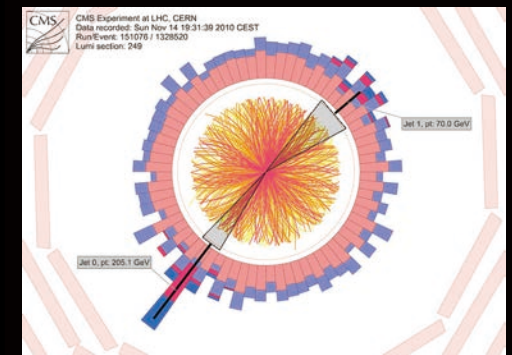 CMS
CMS Experiment at LHC, CERN
Data recorded: Sun Nov 14 19:31:39 2010 CEST
Run/Event: 151076 / 1328520
Lumi section: 249
Jet 1, pt: 70.0 GeV
Jet 0, pt: 205.1 GeV